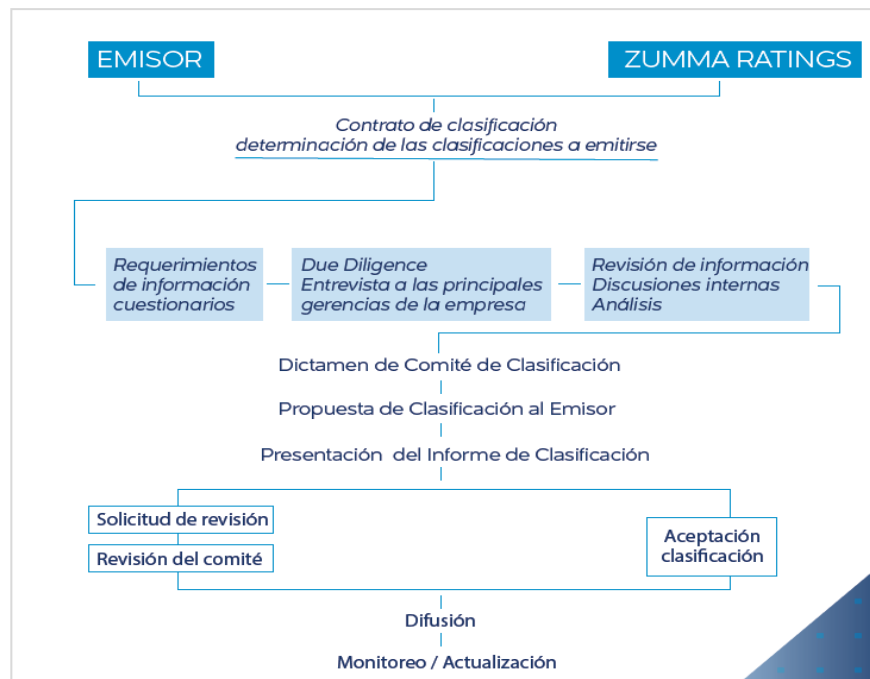 EMISOR
ZUMMA RATINGS
Contrato de clasificación
determinación de las clasificaciones a emitirse
Requerimientos
de información
cuestionarios
Due Diligence
Entrevista a las principales
gerencias de la empresa
Revisión de información
Discusiones internas
Análisis
Dictamen de Comité de Clasificación
Propuesta de Clasificación al Emisor
Presentación del Informe de Clasificación
Solicitud de revisión
Revisión del comité
Aceptación
clasificación
Difusión
Monitoreo / Actualización